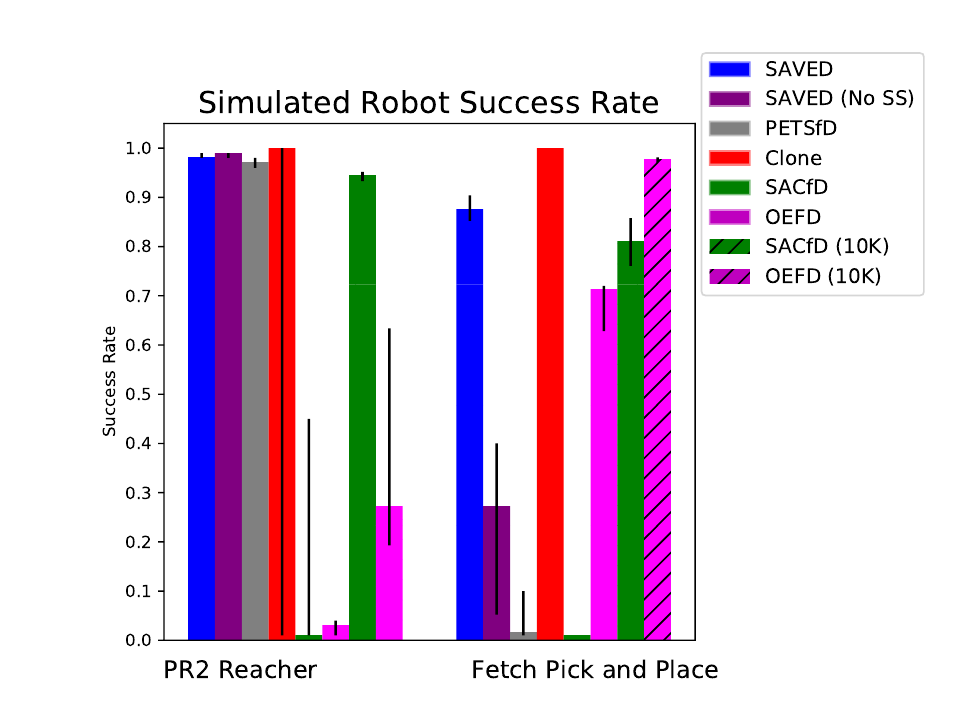 Simulated Robot Success Rate
SAVED
SAVED (No SS)
PETSfD
Clone
SACfD
OEFD
SACfD (10K)
OEFD (10K)
Success Rate
1.0
0.9
0.8
0.7
0.6
0.5
0.4
0.3
0.2
0.1
0.0
PR2 Reacher
Fetch Pick and Place